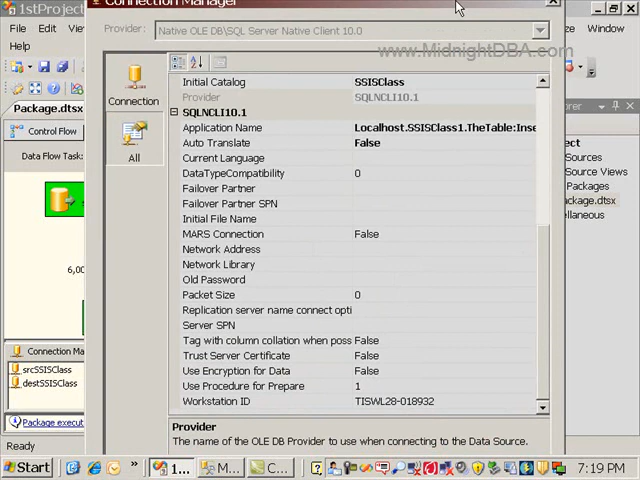 1stProject
Connection Manager
File
Edit
Help
Provider:
Native OLE DB\SQL Server Native Client 10.0
www.MidnightDBA.com
Package.dtsx
Control Flow
Data Flow Task:
6,00
Connection Ma
srcSSISClass
destSSISClass
Package execut
Ready
Connection
All
Initial Catalog SSISClass
Provider SQLNCLI10.1
SQLNCLI10.1
Application Name Localhost.SSISClass1.TheTable:Inse
Auto Translate False
Current Language
DataTypeCompatibility 0
Failover Partner
Failover Partner SPN
Initial File Name
MARS Connection False
Network Address
Network Library
Old Password
Packet Size 0
Replication server name connect opti
Server SPN
Tag with column collation when poss False
Trust Server Certificate False
Use Encryption for Data False
Use Procedure for Prepare 1
Workstation ID TISWL28-018932
Provider
The name of the OLE DB Provider to use when connecting to the Data Source.
orer
Sources
Source Views
Packages
ackage.dtsx
ellaneous
Start
1...
M...
C...
7:19 PM